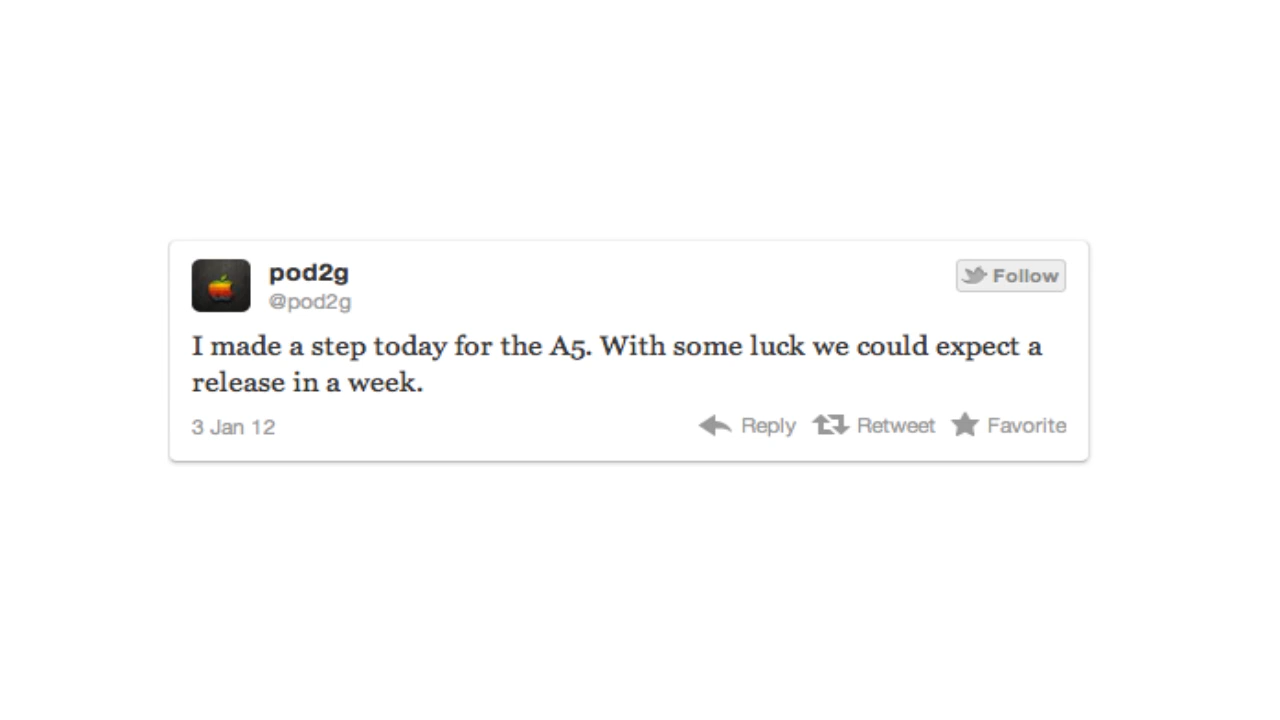 pod2g
Follow
@pod2g
I made a step today for the A5. With some luck we could expect a
release in a week.
3 Jan 12
Reply
Retweet
Favorite